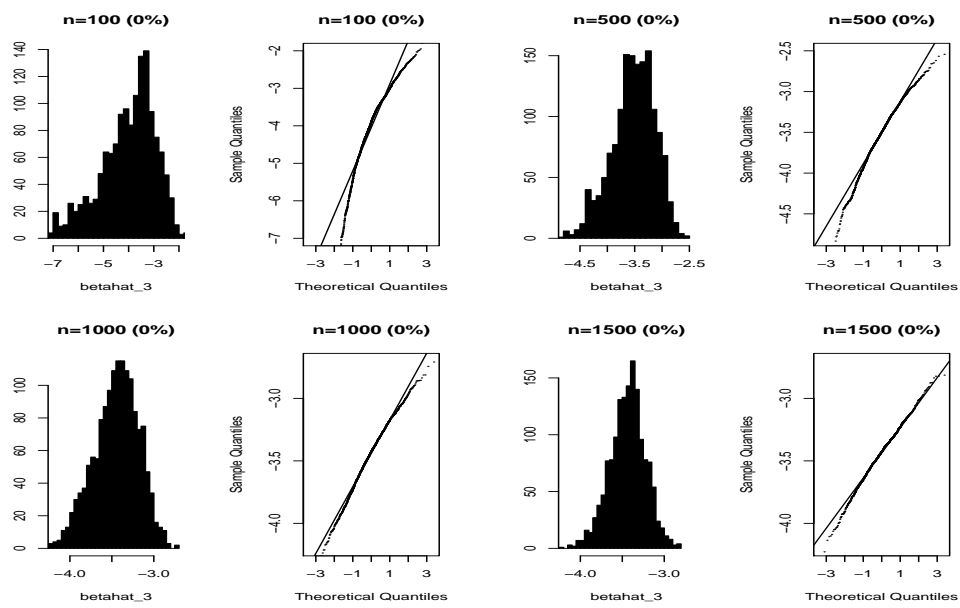 n=100 (0%)
0 20 40 60 80 100 120 140
−7 −5 −3
betahat_3
n=100 (0%)
Sample Quantiles
−7 −6 −5 −4 −3 −2
−3 −1 1 3
Theoretical Quantiles
n=500 (0%)
0 50 100 150
−4.5 −3.5 −2.5
betahat_3
n=500 (0%)
Sample Quantiles
−4.5 −4.0 −3.5 −3.0 −2.5
−3 −1 1 3
Theoretical Quantiles
n=1000 (0%)
0 20 40 60 80 100
−4.0 −3.0
betahat_3
n=1000 (0%)
Sample Quantiles
−4.0 −3.5 −3.0
−3 −1 1 3
Theoretical Quantiles
n=1500 (0%)
0 50 100 150
−4.0 −3.0
betahat_3
n=1500 (0%)
Sample Quantiles
−4.0 −3.5 −3.0
−3 −1 1 3
Theoretical Quantiles